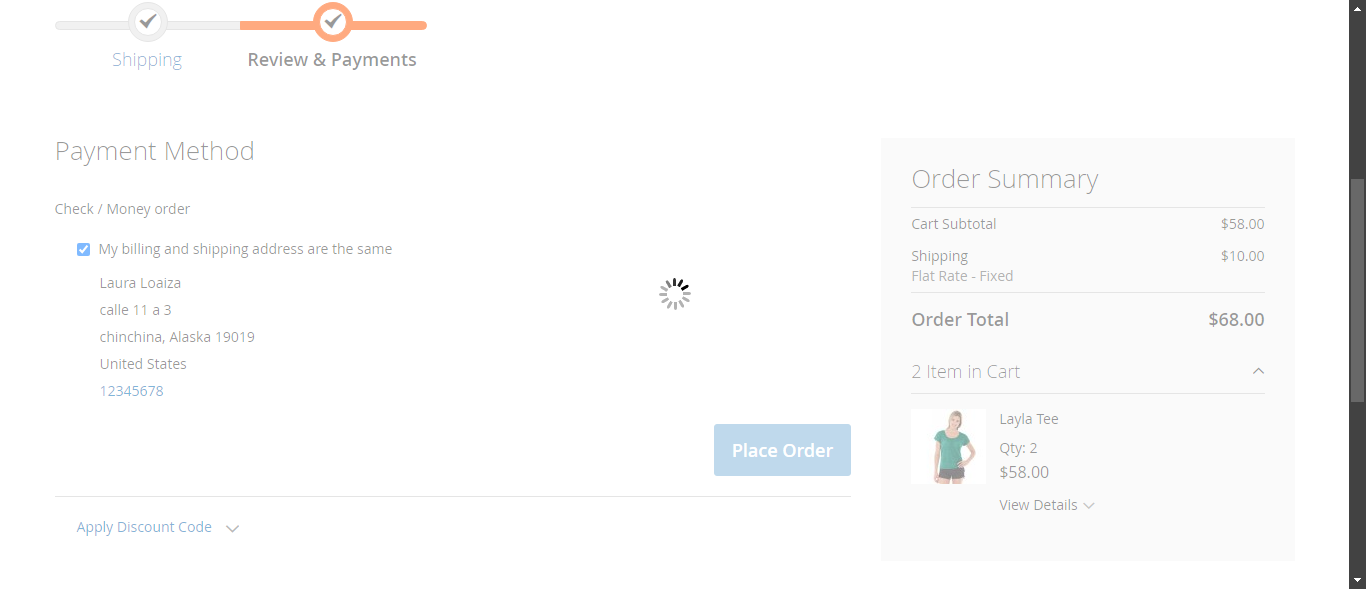 Shipping
Review & Payments
Payment Method
Check / Money order
My billing and shipping address are the same
Laura Loaiza
calle 11 a 3
chinchina, Alaska 19019
United States
12345678
Place Order
Apply Discount Code
Order Summary
Cart Subtotal $58.00
Shipping $10.00
Flat Rate - Fixed
Order Total $68.00
2 Item in Cart
Layla Tee
Qty: 2
$58.00
View Details